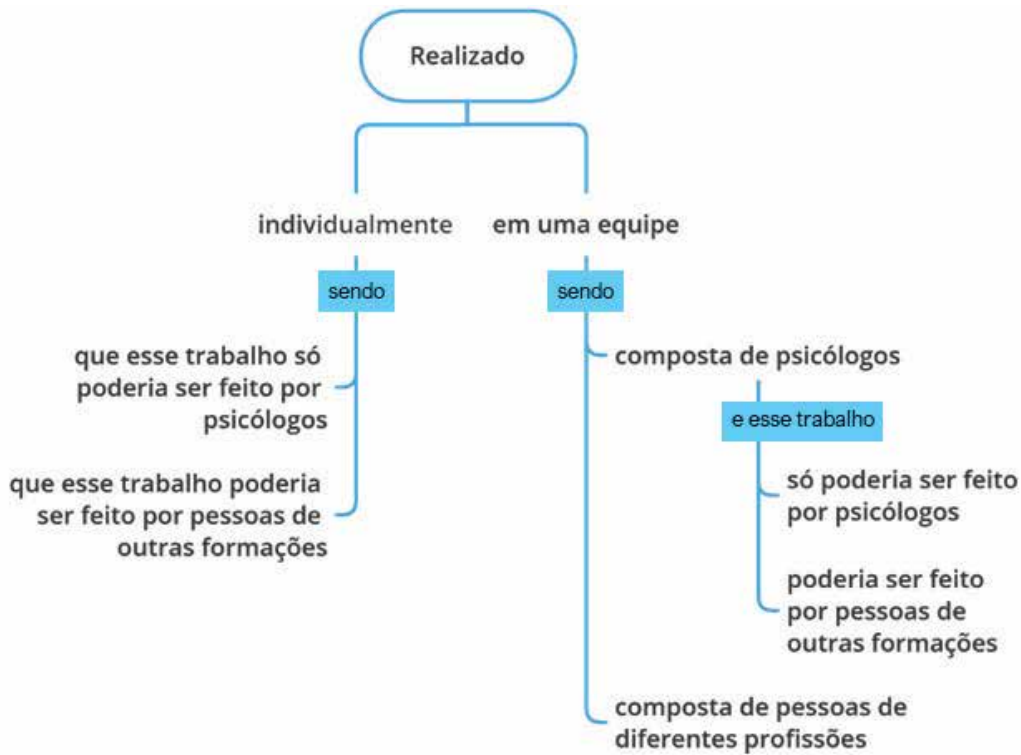 Realizado
individualmente
sendo
que esse trabalho só
poderia ser feito por
psicólogos
que esse trabalho poderia
ser feito por pessoas de
outras formações
em uma equipe
sendo
composta de psicólogos
e esse trabalho
só poderia ser feito
por psicólogos
poderia ser feito
por pessoas de
outras formações
composta de pessoas de
diferentes profissões